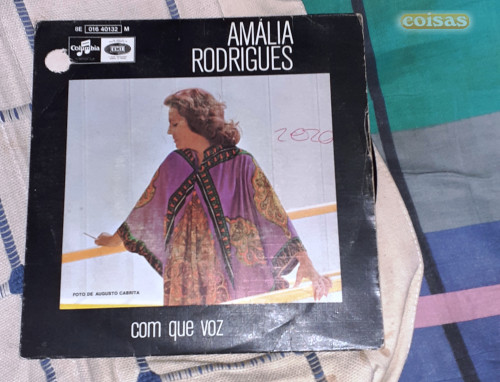 coisas
8E 016 40132 M
AMÁLIA
RODRIGUES
Columbia
EMI
2020
FOTO DE AUGUSTO CABRITA
com que voz